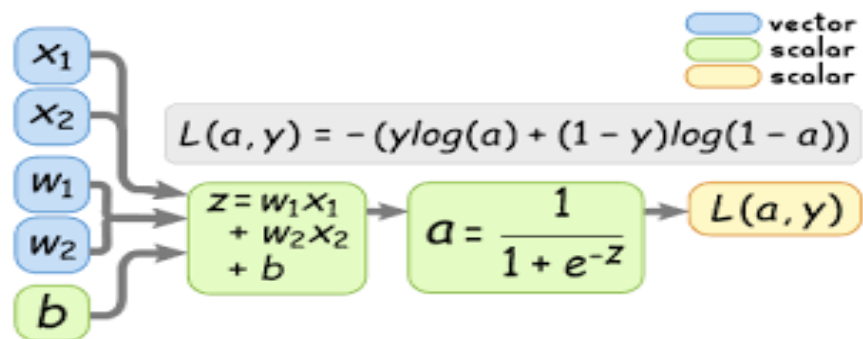 vector
scalar
scalar
x₁
x₂
L(a, y) = − (ylog(a) + (1 − y)log(1 − a))
w₁
w₂
b
z = w₁x₁
+ w₂x₂
+ b
a = 1 / (1 + e⁻ᶻ)
L(a, y)